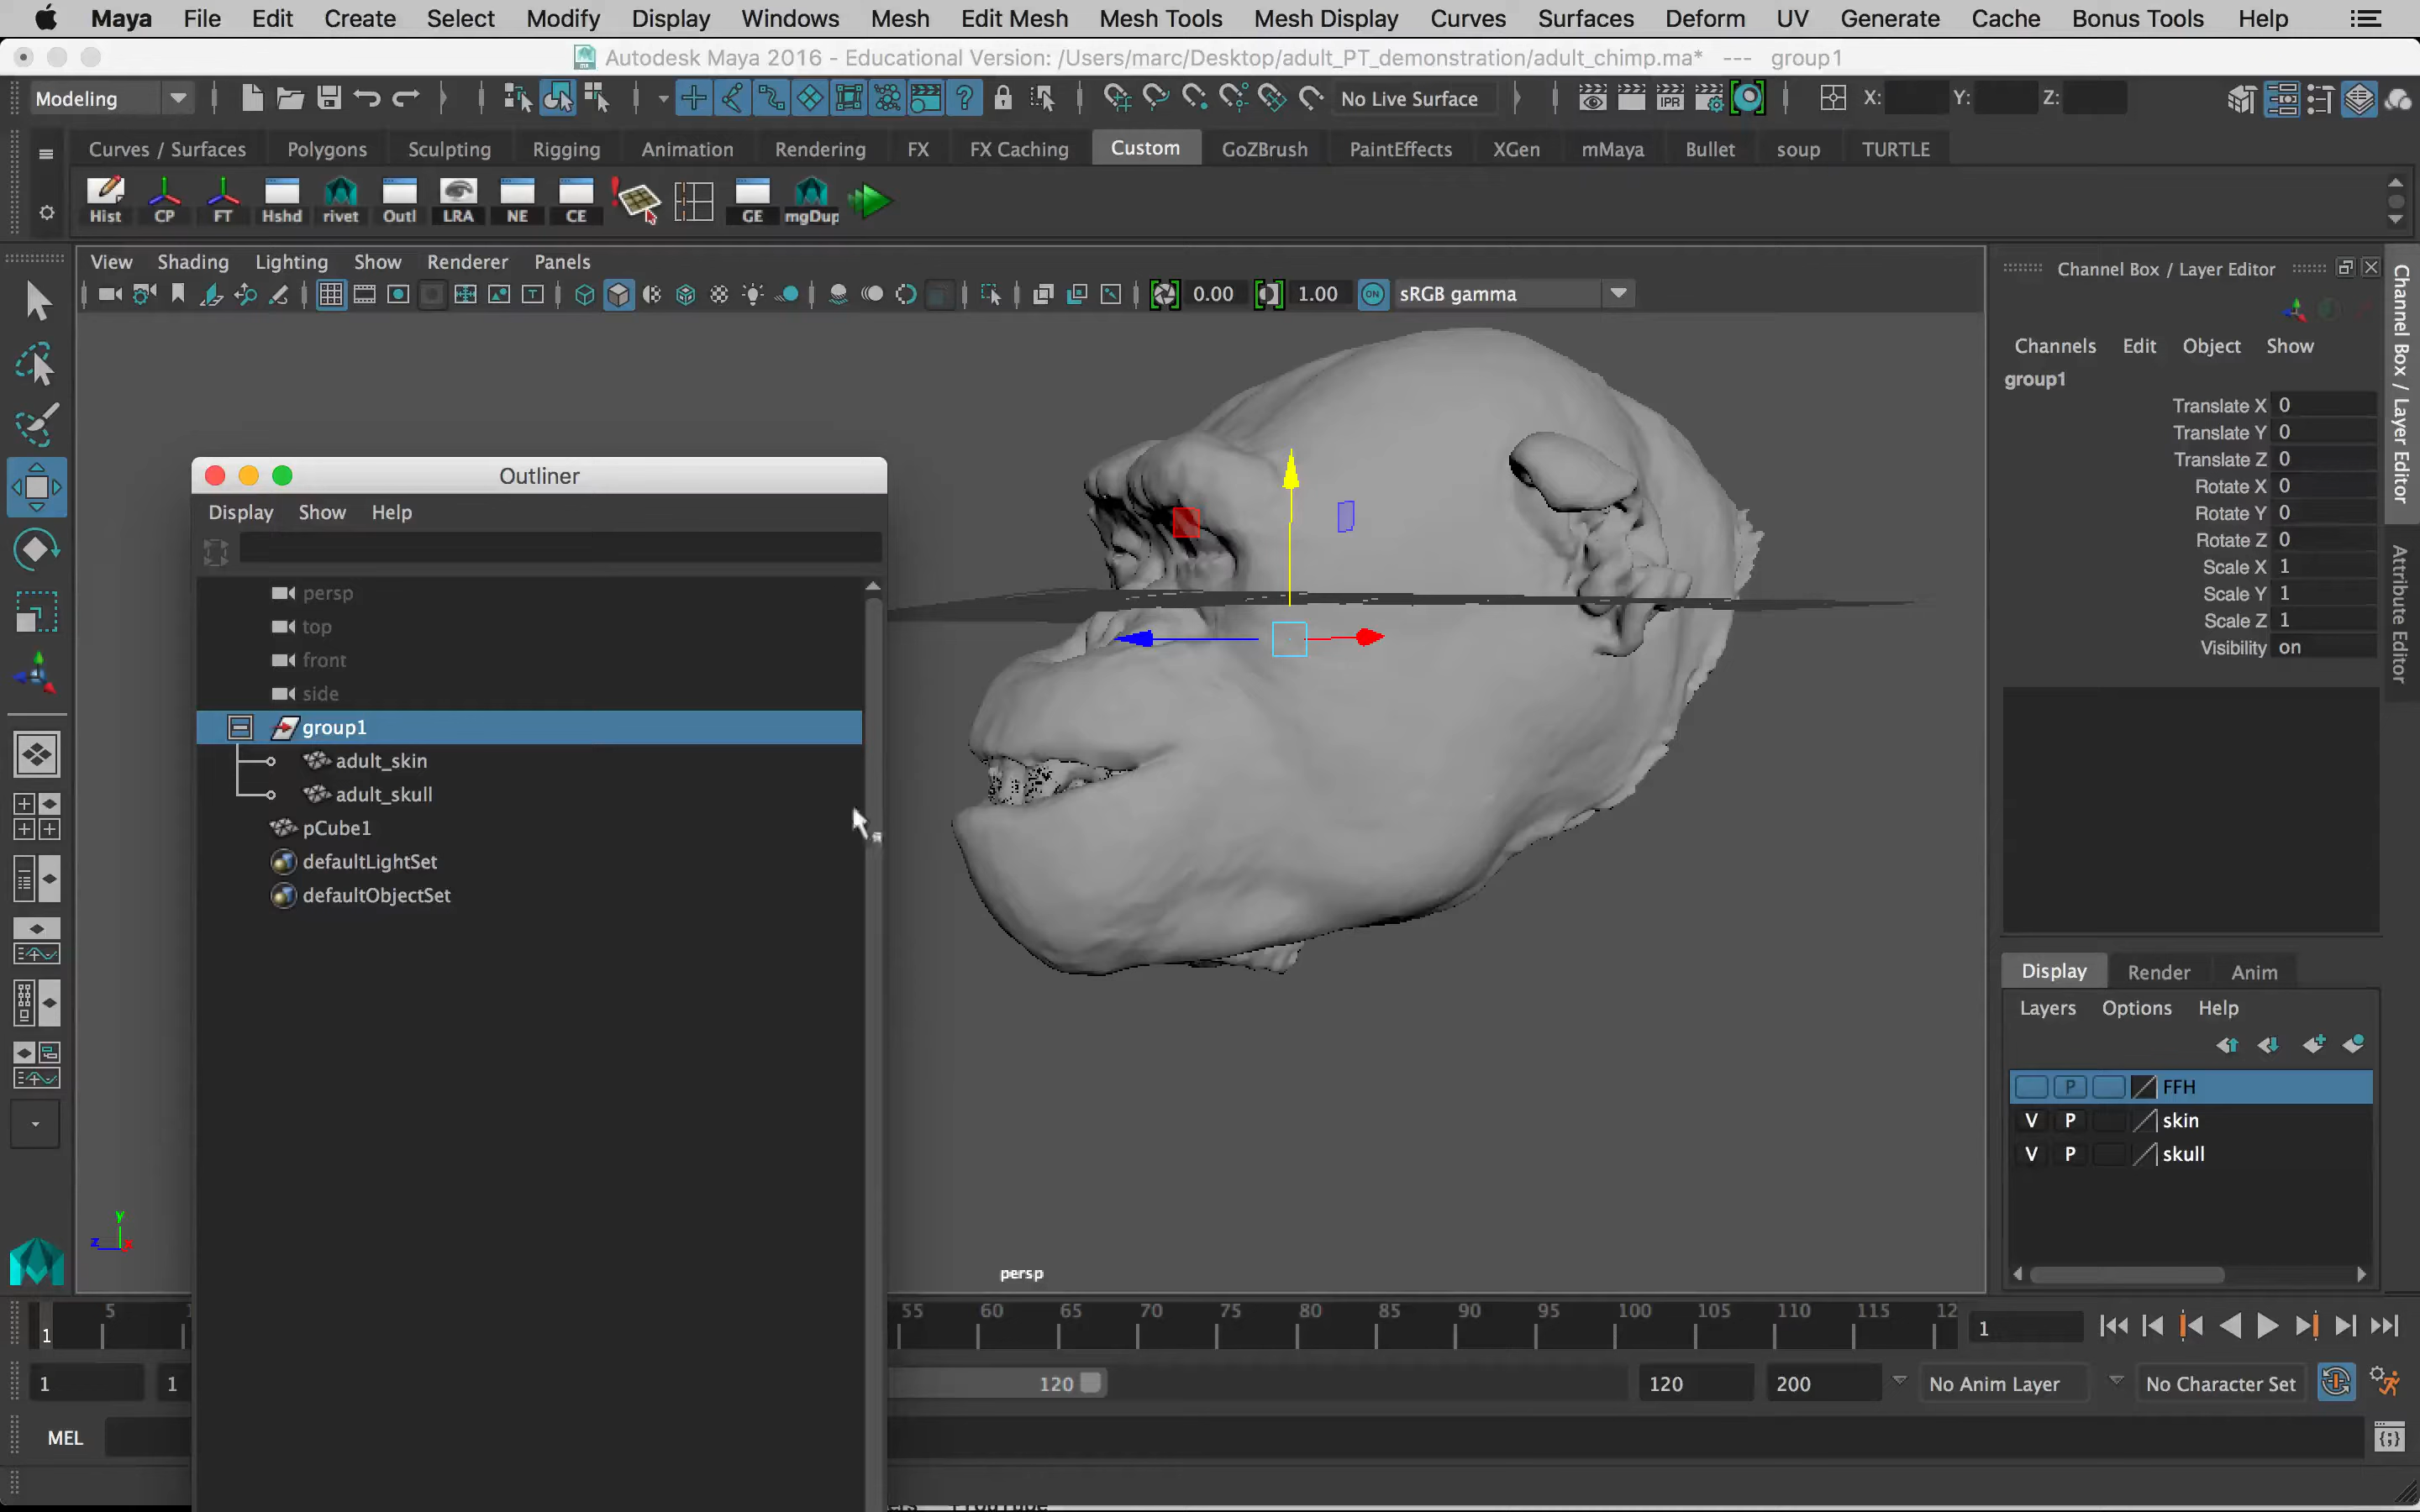 Maya File Edit Create Select Modify Display Windows Mesh Edit Mesh Mesh Tools Mesh Display Curves Surfaces Deform UV Generate Cache Bonus Tools Help
Autodesk Maya 2016 - Educational Version: /Users/marc/Desktop/adult_PT_demonstration/adult_chimp.ma* --- group1
Modeling No Live Surface IPR X: Y: Z:
Curves / Surfaces Polygons Sculpting Rigging Animation Rendering FX FX Caching Custom GoZBrush PaintEffects XGen mMaya Bullet soup TURTLE
Hist CP FT Hshd rivet Outl LRA NE CE GE mgDup
View Shading Lighting Show Renderer Panels
0.00 1.00 ON sRGB gamma
Channel Box / Layer Editor
Channels Edit Object Show
group1
Translate X 0
Translate Y 0
Translate Z 0
Rotate X 0
Rotate Y 0
Rotate Z 0
Scale X 1
Scale Y 1
Scale Z 1
Visibility on
Channel Box / Layer Editor
Attribute Editor
Outliner
Display Show Help
persp
top
front
side
group1
adult_skin
adult_skull
pCube1
defaultLightSet
defaultObjectSet
Display Render Anim
Layers Options Help
P FFH
V P skin
V P skull
y
z x
persp
5 55 60 65 70 75 80 85 90 95 100 105 110 115 12
1 1
1 1 120 120 200 No Anim Layer No Character Set
MEL